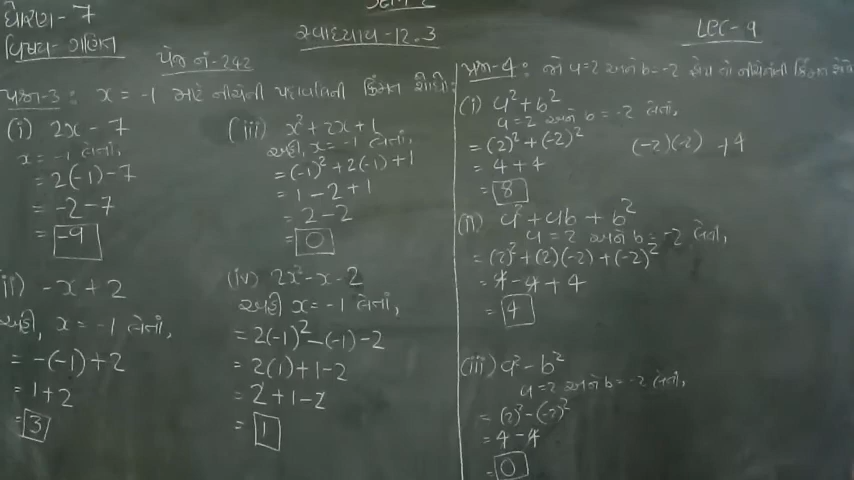 ધોરણ - 7
વિષય - ગણિત
સ્વાધ્યાય - 12.3
LEC - 9
પેજ નં - 242
પ્રશ્ન-3 : x = -1 માટે નીચેની પદાવલિની કિંમત શોધો :
(i) 2x - 7
x = -1 લેતાં,
= 2(-1) - 7
= -2 - 7
= -9
ii) -x + 2
અહીં, x = -1 લેતાં,
= -(-1) + 2
= 1 + 2
= 3
(iii) x² + 2x + 1
અહીં, x = -1 લેતાં,
= (-1)² + 2(-1) + 1
= 1 - 2 + 1
= 2 - 2
= 0
(iv) 2x² - x - 2
અહીં x = -1 લેતાં,
= 2(-1)² - (-1) - 2
= 2(1) + 1 - 2
= 2 + 1 - 2
= 1
પ્રશ્ન-4 : જો a = 2 અને b = -2 હોય તો નીચેનાની કિંમત
(i) a² + b²
a = 2 અને b = -2 લેતાં,
= (2)² + (-2)² (-2)(-2) +4
= 4 + 4
= 8
(ii) a² + ab + b²
a = 2 અને b = -2 લેતાં,
= (2)² + (2)(-2) + (-2)²
= 4 - 4 + 4
= 4
(iii) a² - b²
a = 2 અને b = -2 લેતાં,
= (2)² - (-2)²
= 4 - 4
= 0